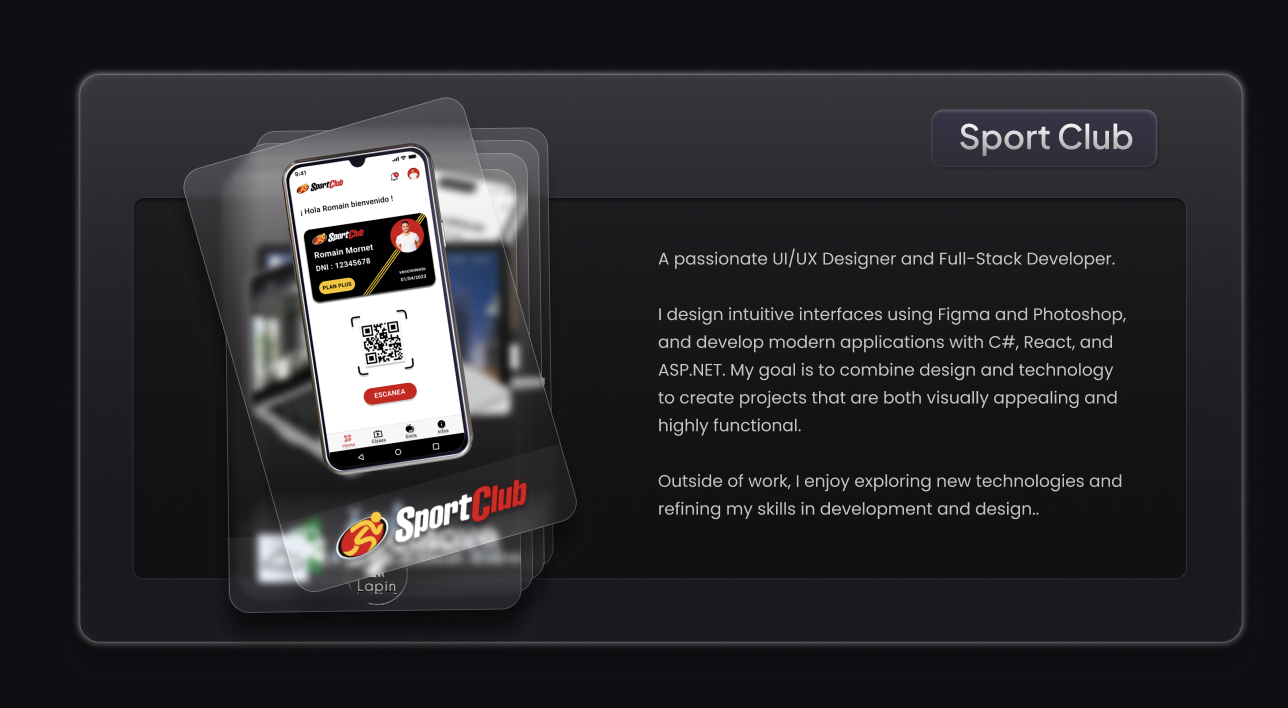 Sport Club
9:41
SportClub
¡ Hola Romain bienvenido !
SportClub
Romain Mornet
DNI : 12345678
PLAN PLUS
vencimiento
01/04/2023
ESCANEA
Home
Clases
Infos
SportClub
Lapin
A passionate UI/UX Designer and Full-Stack Developer.
I design intuitive interfaces using Figma and Photoshop,
and develop modern applications with C#, React, and
ASP.NET. My goal is to combine design and technology
to create projects that are both visually appealing and
highly functional.
Outside of work, I enjoy exploring new technologies and
refining my skills in development and design..